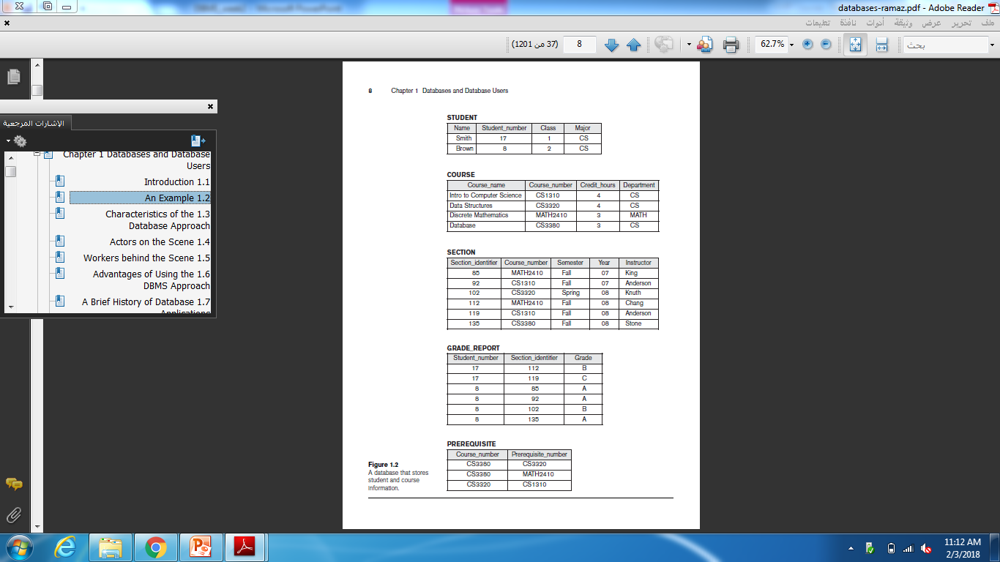 databases-ramaz.pdf - Adobe Reader
ملف تحرير عرض وثيقة أدوات نافذة تعليمات
(37 من 1201) 8 62.7% بحث
الإشارات المرجعية
Chapter 1 Databases and Database
Users
Introduction 1.1
An Example 1.2
Characteristics of the 1.3
Database Approach
Actors on the Scene 1.4
Workers behind the Scene 1.5
Advantages of Using the 1.6
DBMS Approach
A Brief History of Database 1.7
Applications
8 Chapter 1 Databases and Database Users
STUDENT
Name Student_number Class Major
Smith 17 1 CS
Brown 8 2 CS
COURSE
Course_name Course_number Credit_hours Department
Intro to Computer Science CS1310 4 CS
Data Structures CS3320 4 CS
Discrete Mathematics MATH2410 3 MATH
Database CS3380 3 CS
SECTION
Section_identifier Course_number Semester Year Instructor
85 MATH2410 Fall 07 King
92 CS1310 Fall 07 Anderson
102 CS3320 Spring 08 Knuth
112 MATH2410 Fall 08 Chang
119 CS1310 Fall 08 Anderson
135 CS3380 Fall 08 Stone
GRADE_REPORT
Student_number Section_identifier Grade
17 112 B
17 119 C
8 85 A
8 92 A
8 102 B
8 135 A
PREREQUISITE
Course_number Prerequisite_number
CS3380 CS3320
CS3380 MATH2410
CS3320 CS1310
Figure 1.2
A database that stores
student and course
information.
11:12 AM
2/3/2018